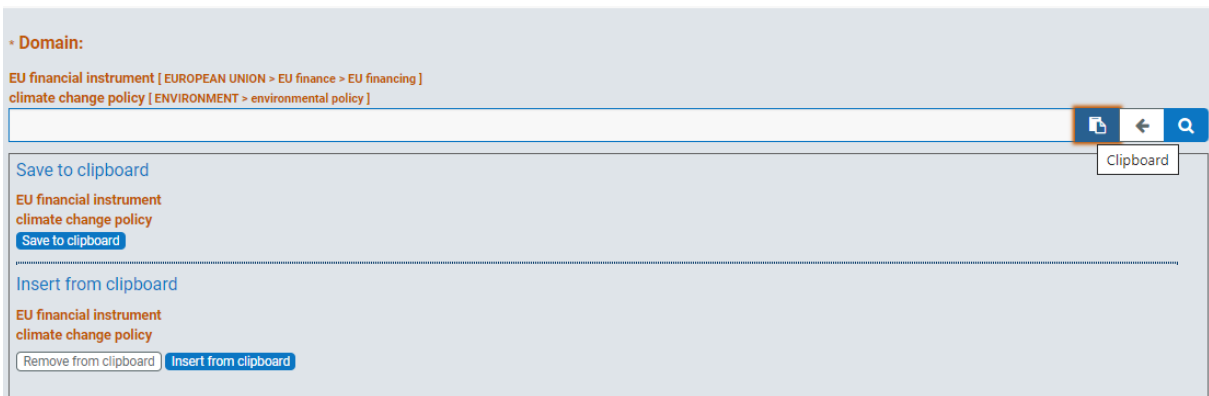 * Domain:
EU financial instrument [ EUROPEAN UNION > EU finance > EU financing ]
climate change policy [ ENVIRONMENT > environmental policy ]
Clipboard
Save to clipboard
EU financial instrument
climate change policy
Save to clipboard
Insert from clipboard
EU financial instrument
climate change policy
Remove from clipboard Insert from clipboard